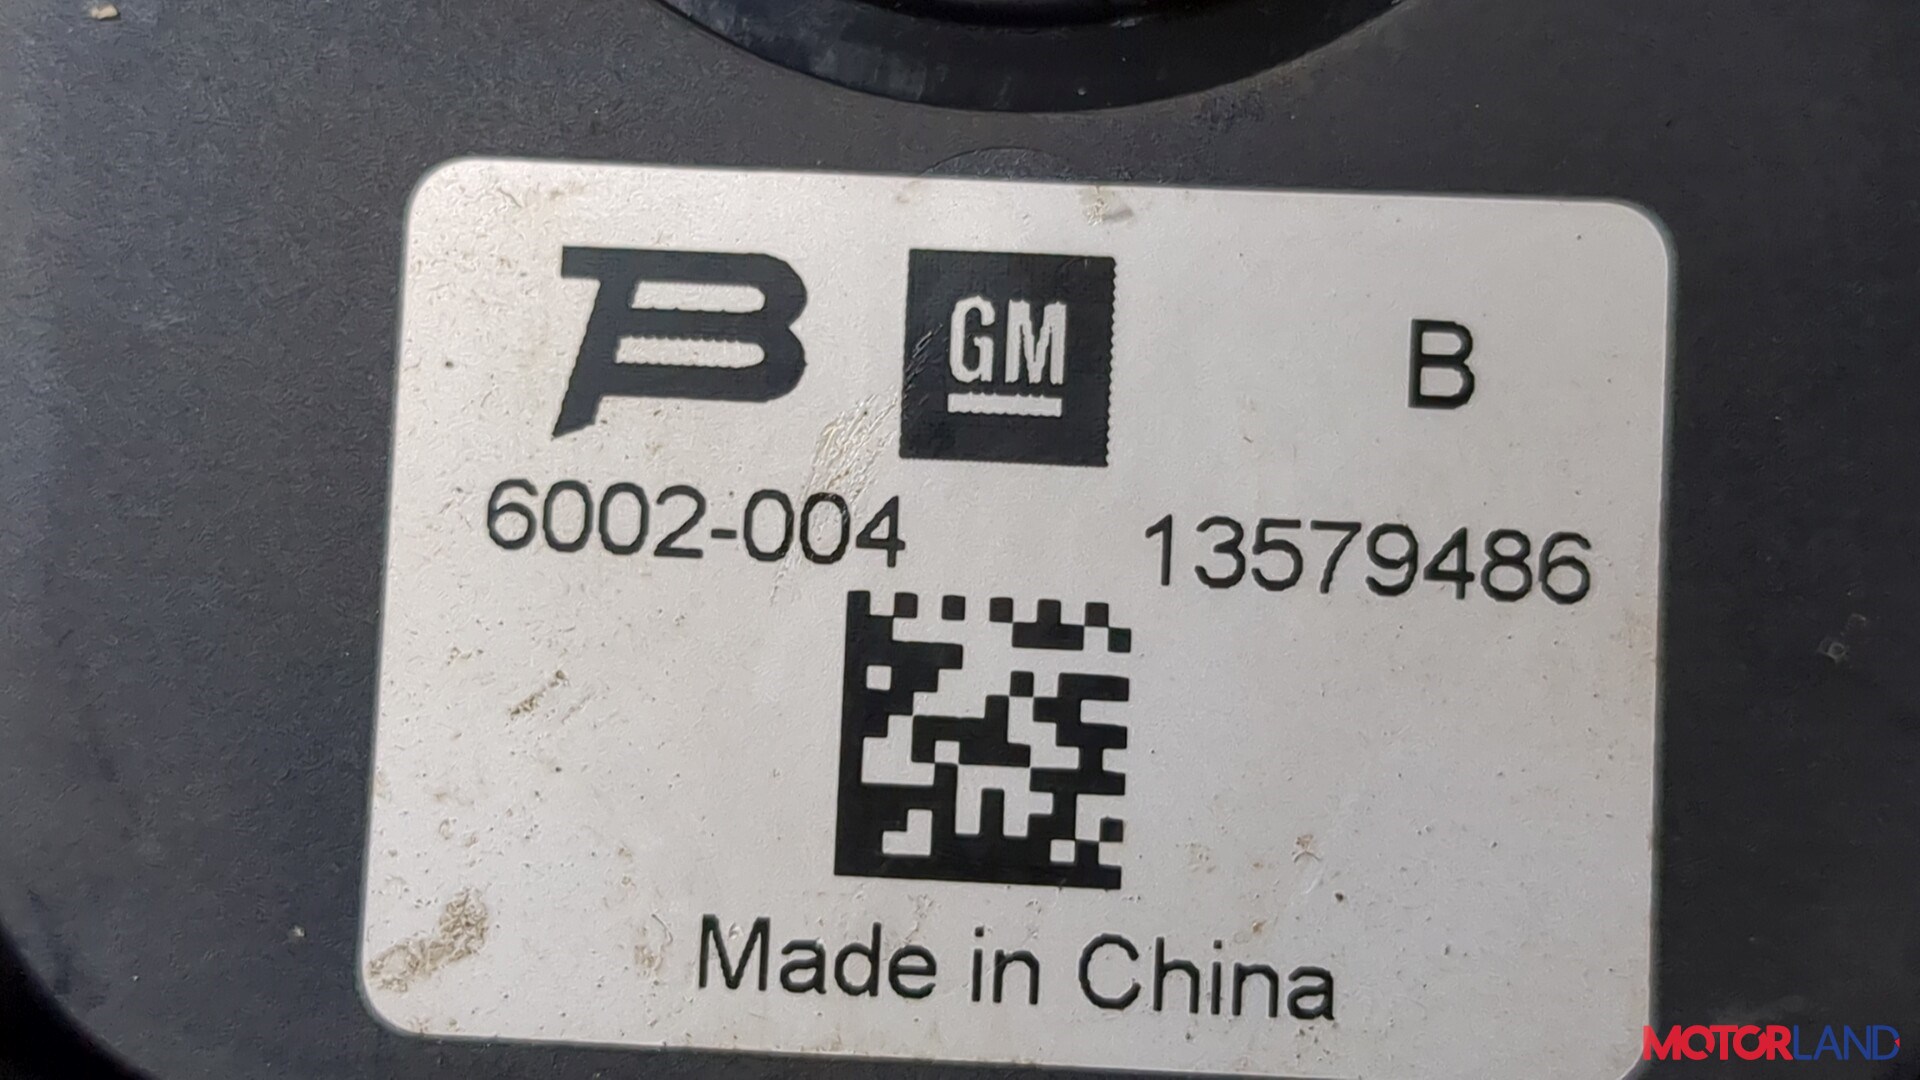 GM
B
6002-004
13579486
Made in China
MOTORLAND